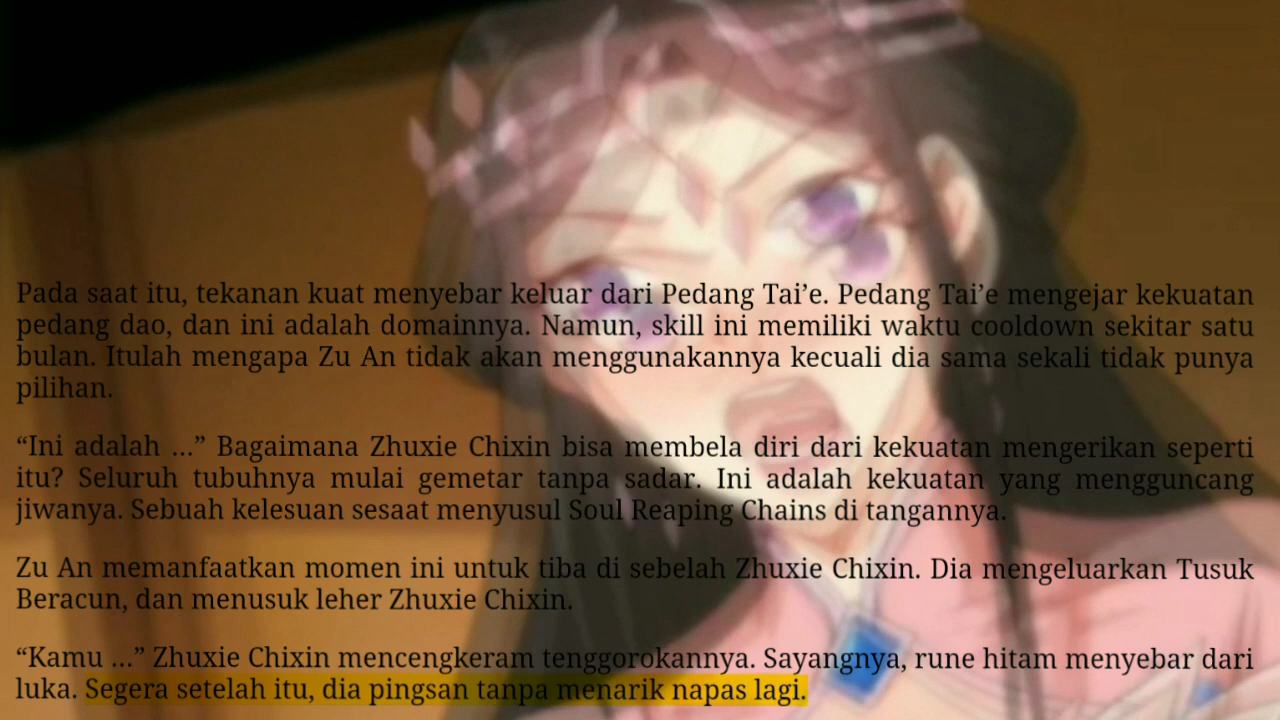 Pada saat itu, tekanan kuat menyebar keluar dari Pedang Tai’e. Pedang Tai’e mengejar kekuatan
pedang dao, dan ini adalah domainnya. Namun, skill ini memiliki waktu cooldown sekitar satu
bulan. Itulah mengapa Zu An tidak akan menggunakannya kecuali dia sama sekali tidak punya
pilihan.
“Ini adalah …” Bagaimana Zhuxie Chixin bisa membela diri dari kekuatan mengerikan seperti
itu? Seluruh tubuhnya mulai gemetar tanpa sadar. Ini adalah kekuatan yang mengguncang
jiwanya. Sebuah kelesuan sesaat menyusul Soul Reaping Chains di tangannya.
Zu An memanfaatkan momen ini untuk tiba di sebelah Zhuxie Chixin. Dia mengeluarkan Tusuk
Beracun, dan menusuk leher Zhuxie Chixin.
“Kamu …” Zhuxie Chixin mencengkeram tenggorokannya. Sayangnya, rune hitam menyebar dari
luka. Segera setelah itu, dia pingsan tanpa menarik napas lagi.